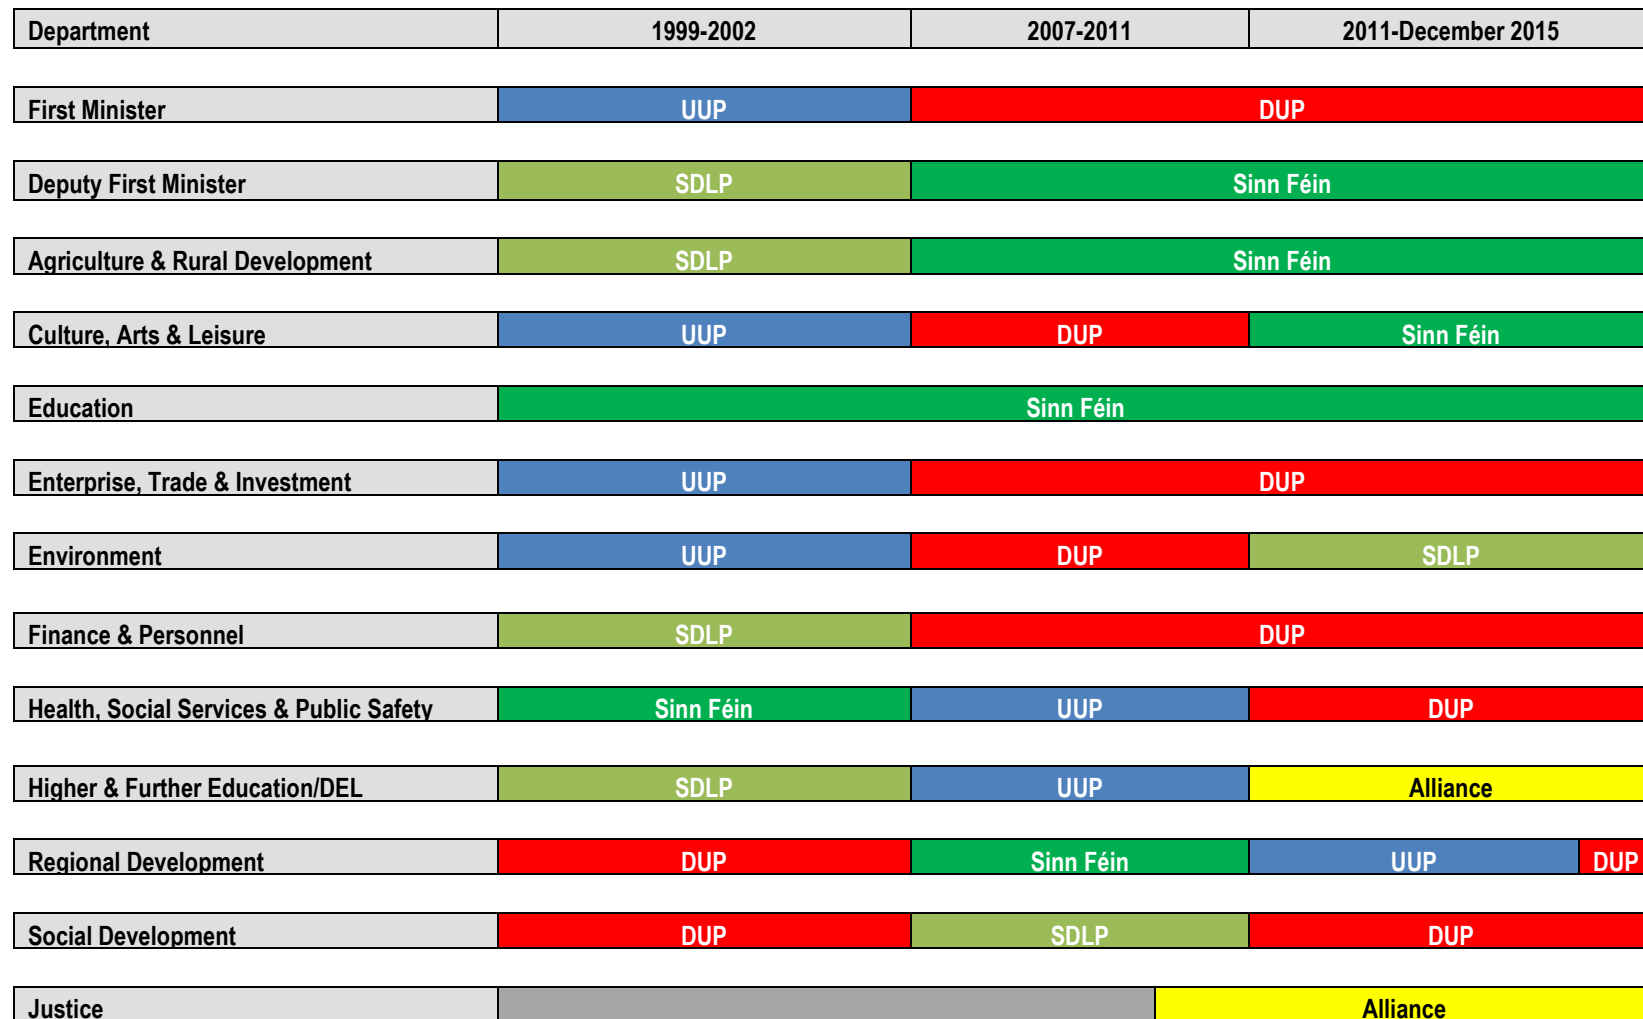 Department 1999-2002 2007-2011 2011-December 2015
First Minister UUP DUP
Deputy First Minister SDLP Sinn Féin
Agriculture & Rural Development SDLP Sinn Féin
Culture, Arts & Leisure UUP DUP Sinn Féin
Education Sinn Féin
Enterprise, Trade & Investment UUP DUP
Environment UUP DUP SDLP
Finance & Personnel SDLP DUP
Health, Social Services & Public Safety Sinn Féin UUP DUP
Higher & Further Education/DEL SDLP UUP Alliance
Regional Development DUP Sinn Féin UUP DUP
Social Development DUP SDLP DUP
Justice Alliance